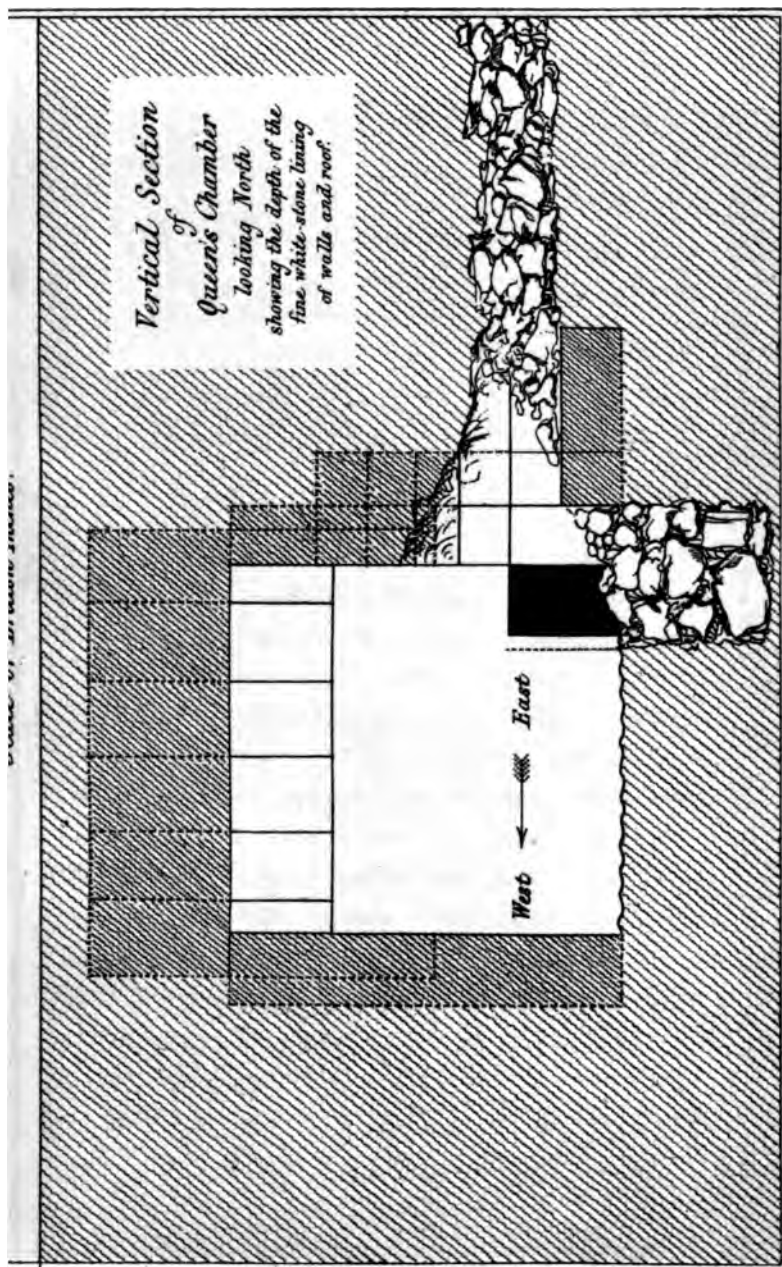 Vertical Section
of
Queen's Chamber
looking North
showing the depth of the
fine white-stone lining
of walls and roof.
West East